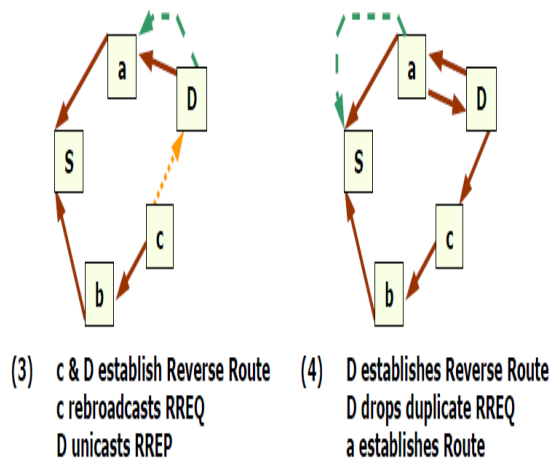 a
D
S
c
b
a
D
S
c
b
(3) c & D establish Reverse Route
c rebroadcasts RREQ
D unicasts RREP
(4) D establishes Reverse Route
D drops duplicate RREQ
a establishes Route